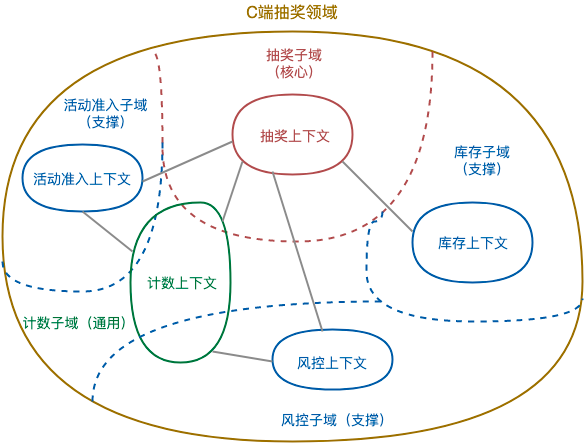 C端抽奖领域
抽奖子域
（核心）
活动准入子域
（支撑）
抽奖上下文
库存子域
（支撑）
活动准入上下文
库存上下文
计数上下文
计数子域（通用）
风控上下文
风控子域（支撑）